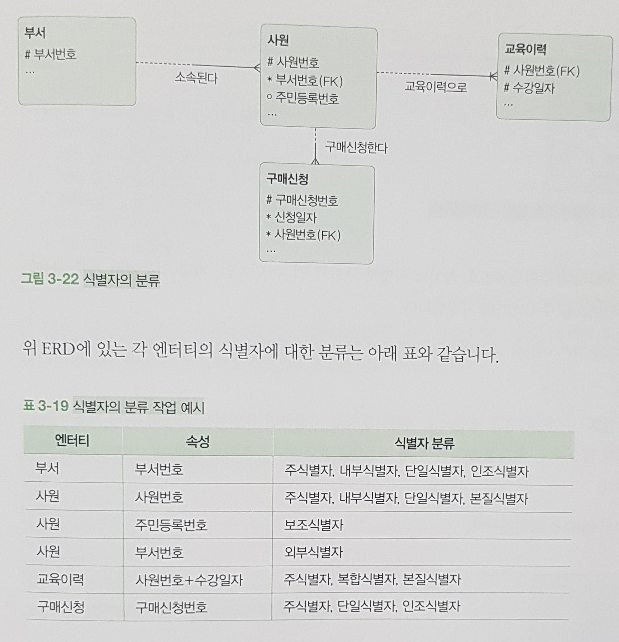 부서
# 부서번호
...
소속된다
사원
# 사원번호
* 부서번호(FK)
○ 주민등록번호
...
교육이력으로
교육이력
# 사원번호(FK)
# 수강일자
...
구매신청한다
구매신청
# 구매신청번호
* 신청일자
* 사원번호(FK)
...
그림 3-22 식별자의 분류
위 ERD에 있는 각 엔터티의 식별자에 대한 분류는 아래 표와 같습니다.
표 3-19 식별자의 분류 작업 예시
엔터티 속성 식별자 분류
부서 부서번호 주식별자, 내부식별자, 단일식별자, 인조식별자
사원 사원번호 주식별자, 내부식별자, 단일식별자, 본질식별자
사원 주민등록번호 보조식별자
사원 부서번호 외부식별자
교육이력 사원번호+수강일자 주식별자, 복합식별자, 본질식별자
구매신청 구매신청번호 주식별자, 단일식별자, 인조식별자